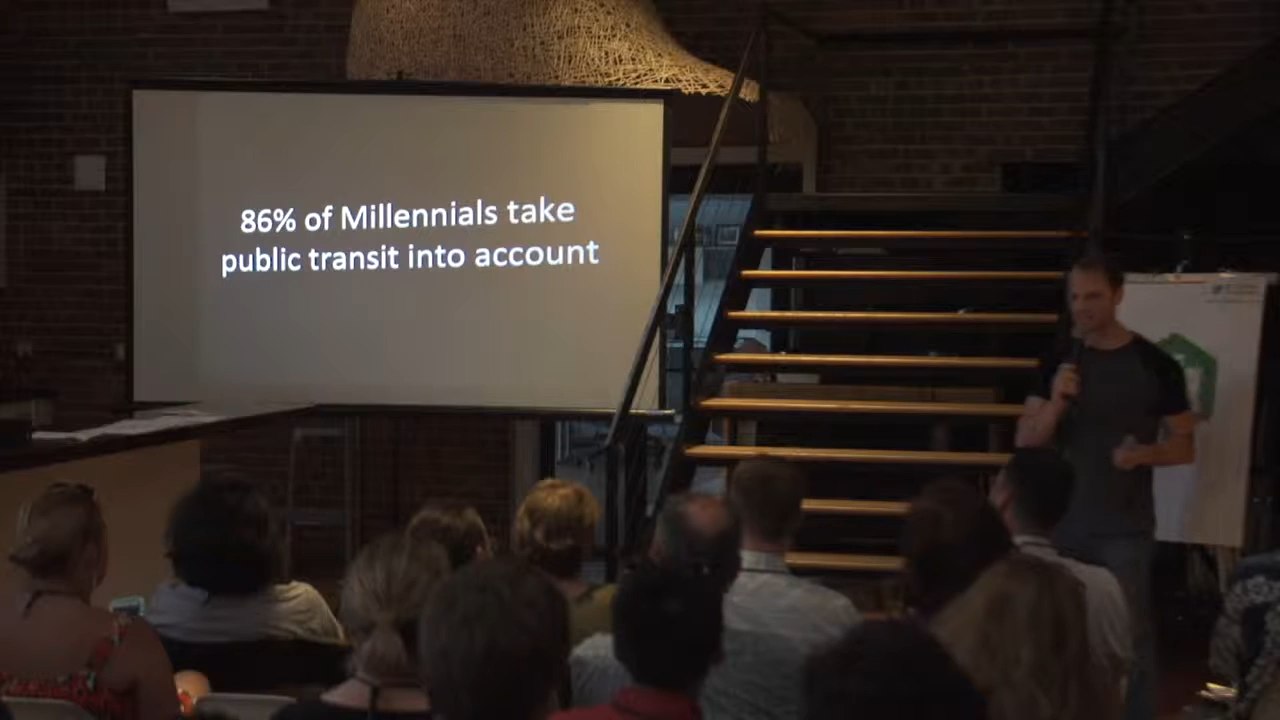 86% of Millennials take
public transit into account